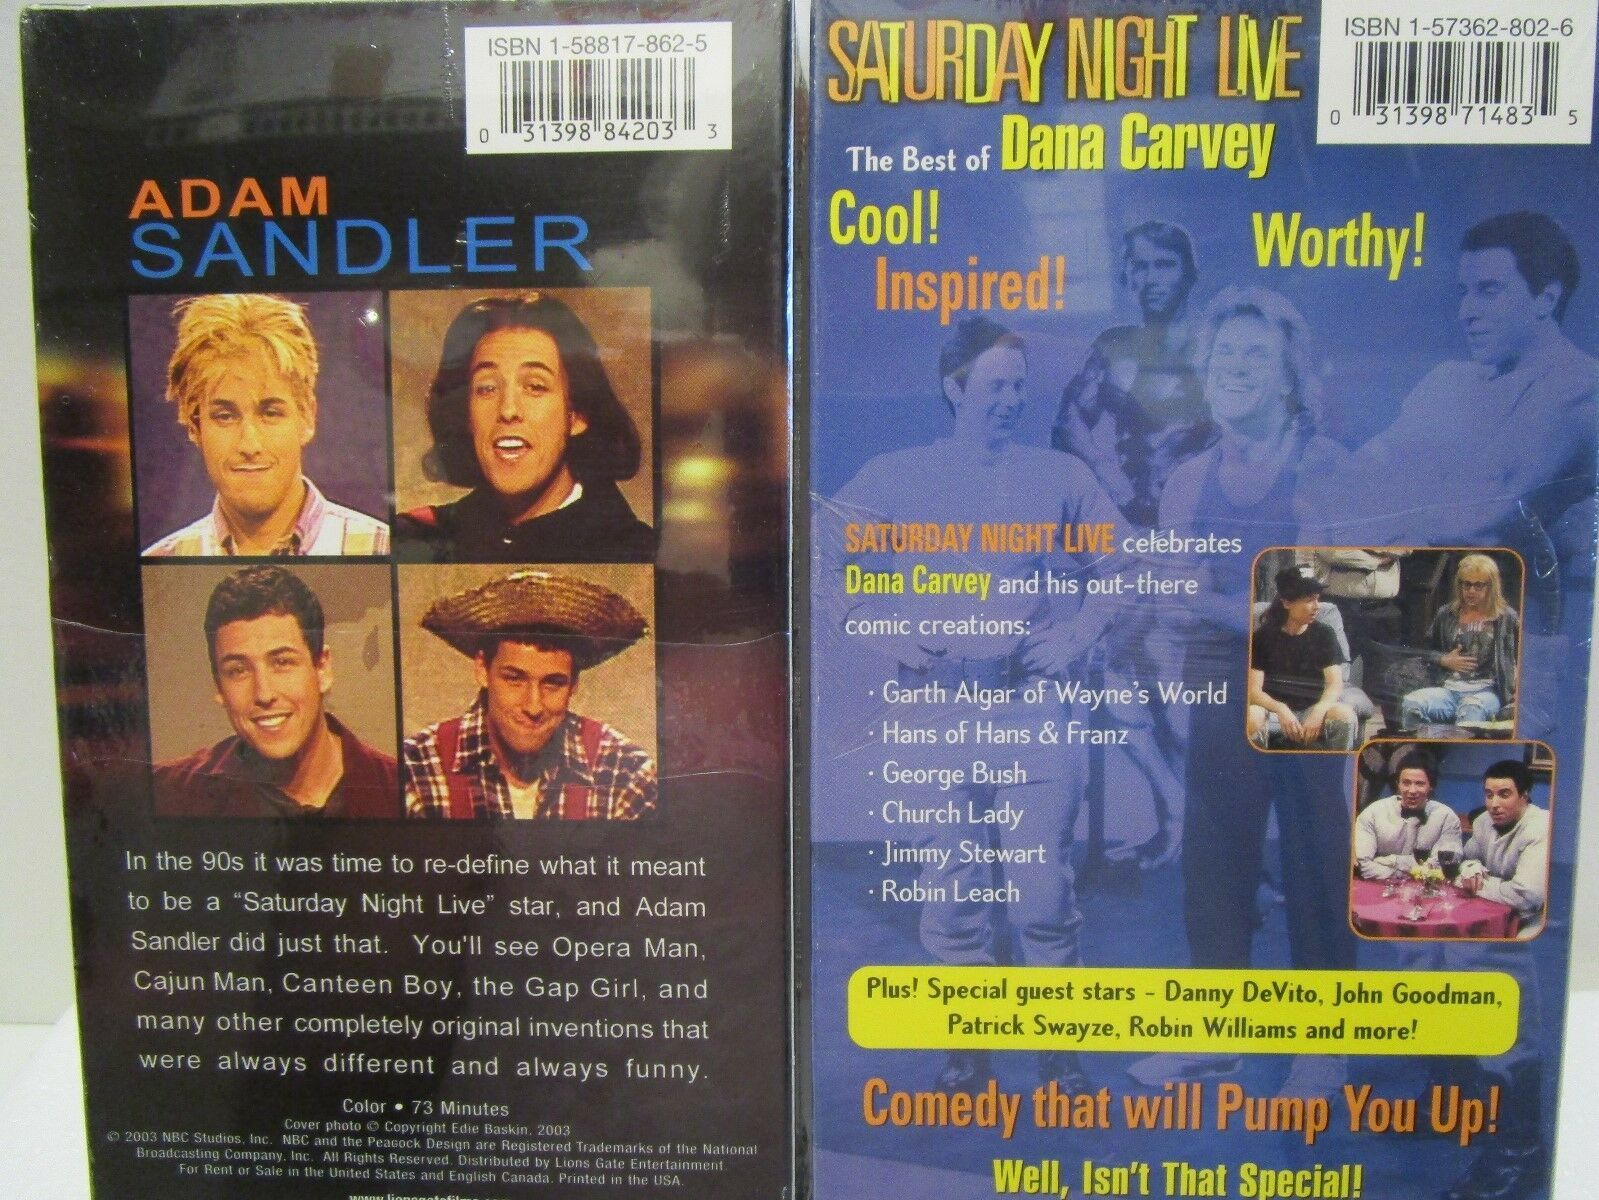 ISBN 1-58817-862-5
0 31398 84203 3
ADAM
SANDLER
In the 90s it was time to re-define what it meant
to be a “Saturday Night Live” star, and Adam
Sandler did just that. You'll see Opera Man,
Cajun Man, Canteen Boy, the Gap Girl, and
many other completely original inventions that
were always different and always funny.
Color • 73 Minutes
Cover photo © Copyright Edie Baskin, 2003
© 2003 NBC Studios, Inc. NBC and the Peacock Design are Registered Trademarks of the National
Broadcasting Company, Inc. All Rights Reserved. Distributed by Lions Gate Entertainment.
For Rent or Sale in the United States and English Canada. Printed in the USA.
SATURDAY NIGHT LIVE
ISBN 1-57362-802-6
0 31398 71483 5
The Best of Dana Carvey
Cool!
Worthy!
Inspired!
SATURDAY NIGHT LIVE celebrates
Dana Carvey and his out-there
comic creations:
· Garth Algar of Wayne's World
· Hans of Hans & Franz
· George Bush
· Church Lady
· Jimmy Stewart
· Robin Leach
Plus! Special guest stars - Danny DeVito, John Goodman,
Patrick Swayze, Robin Williams and more!
Comedy that will Pump You Up!
Well, Isn't That Special!